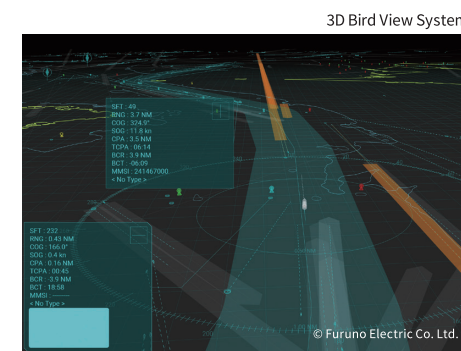 3D Bird View System
SFT : 49
RNG : 3.7 NM
COG : 324.9°
SOG : 11.8 kn
CPA : 3.5 NM
TCPA : 06:14
BCR : 3.9 NM
BCT : -06:09
MMSI : 241467000
< No Type >
SFT : 232
RNG : 0.43 NM
COG : 166.0°
SOG : 0.4 kn
CPA : 0.16 NM
TCPA : 00:45
BCR : -3.9 NM
BCT : 18:58
MMSI : ---------
< No Type >
© Furuno Electric Co. Ltd.